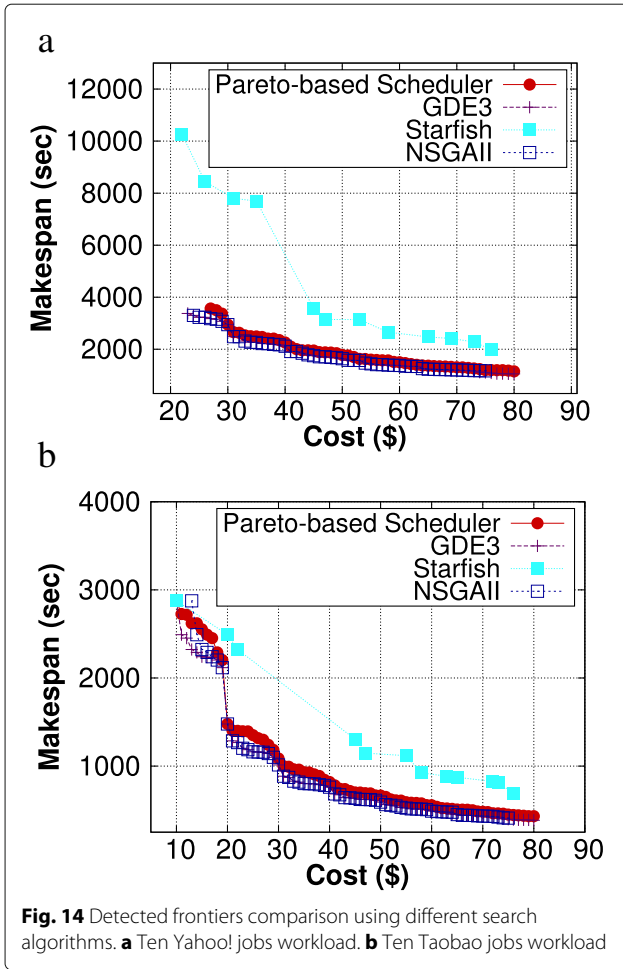 a
12000
10000
8000
6000
4000
2000
Makespan (sec)
Pareto-based Scheduler
GDE3
Starfish
NSGAII
20 30 40 50 60 70 80 90
Cost ($)
b
4000
3000
2000
1000
Makespan (sec)
Pareto-based Scheduler
GDE3
Starfish
NSGAII
10 20 30 40 50 60 70 80 90
Cost ($)
Fig. 14 Detected frontiers comparison using different search
algorithms. a Ten Yahoo! jobs workload. b Ten Taobao jobs workload